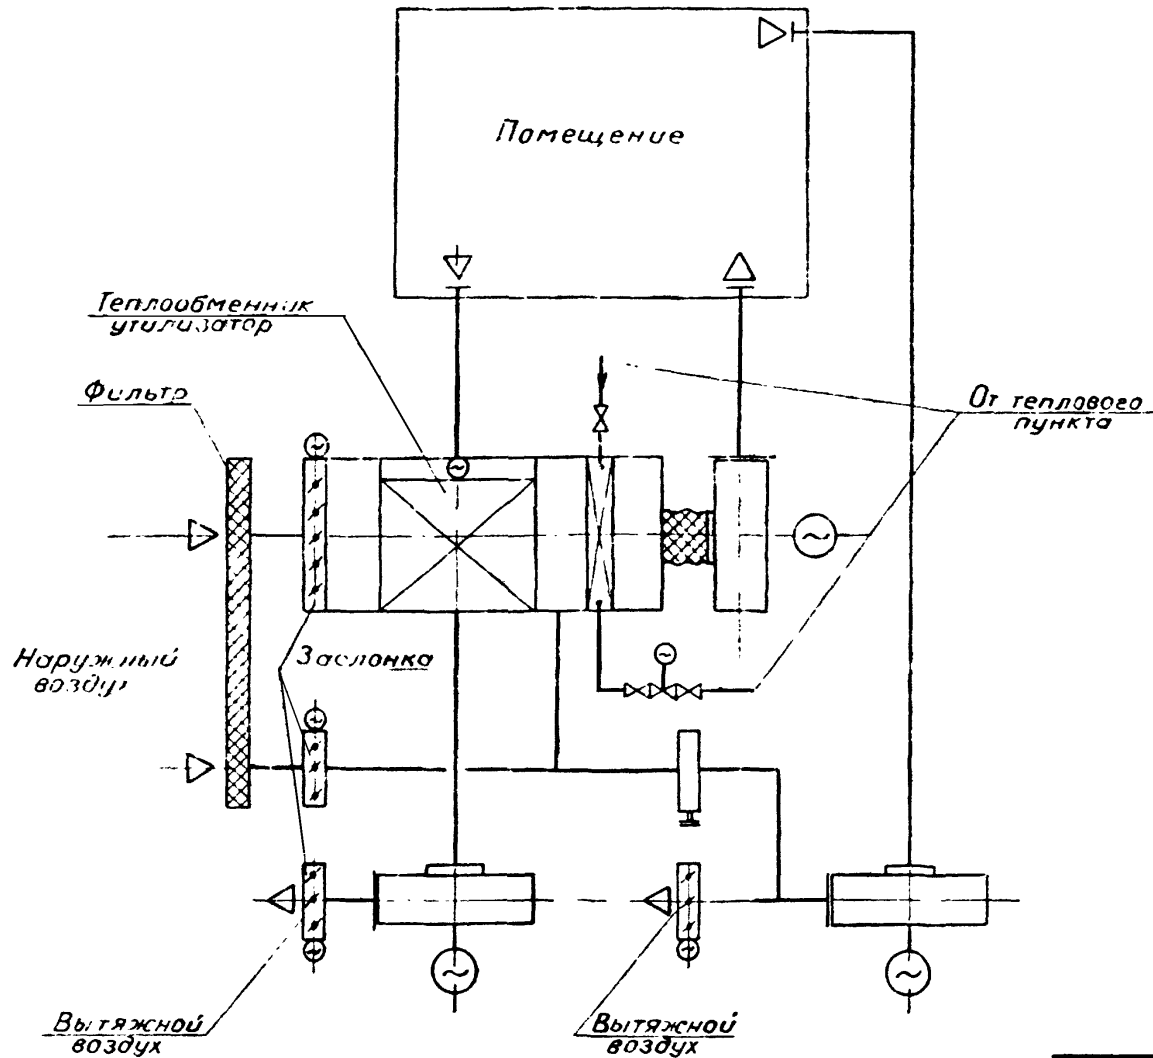 Помещение
Теплообменник
утилизатор
Фильтр
От теплового
пункта
Наружный
воздух
Заслонка
Вытяжной
воздух
Вытяжной
воздух